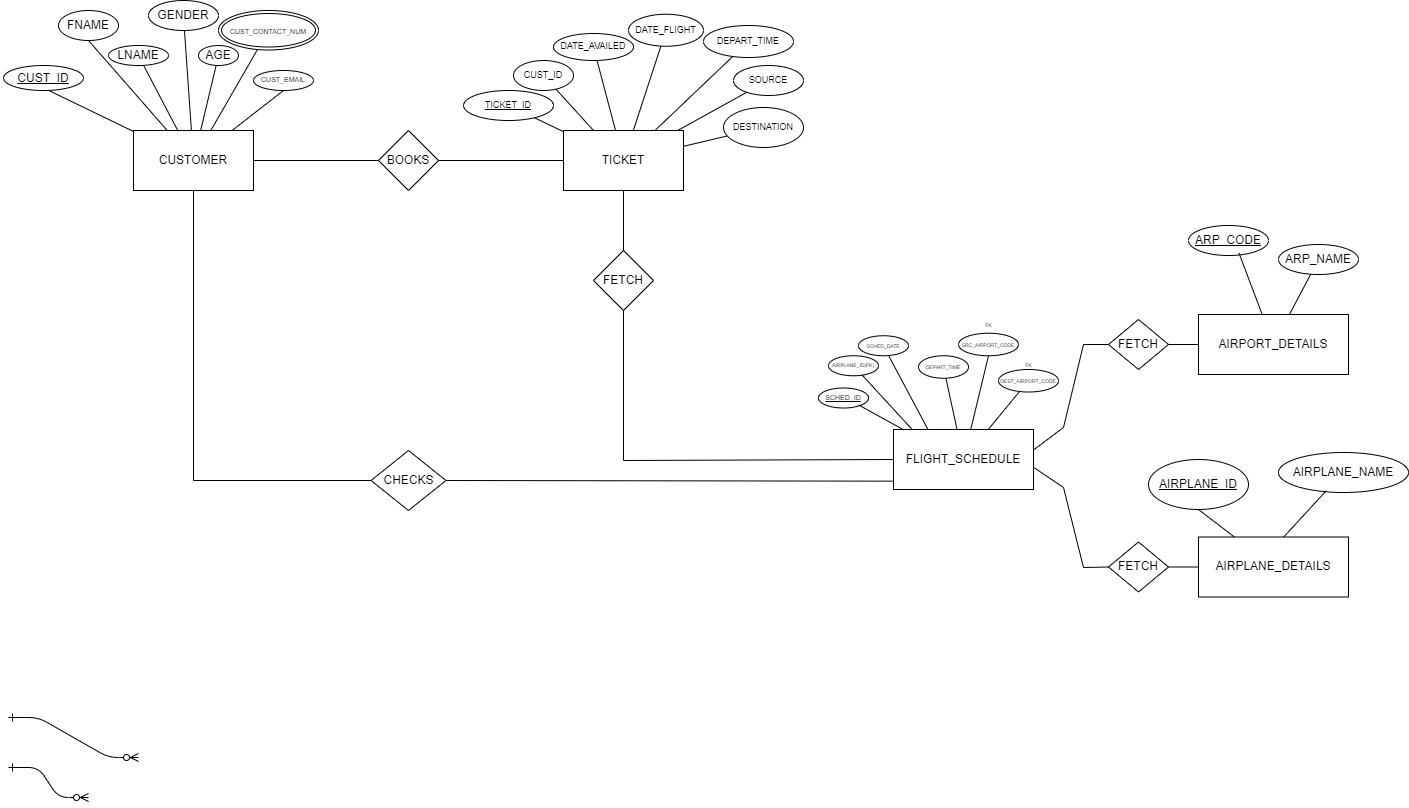 GENDER
FNAME
CUST_CONTACT_NUM
LNAME
AGE
CUST_ID
CUST_EMAIL
CUSTOMER
BOOKS
DATE_FLIGHT
DATE_AVAILED
DEPART_TIME
CUST_ID
SOURCE
TICKET_ID
DESTINATION
TICKET
FETCH
ARP_CODE
ARP_NAME
AIRPORT_DETAILS
FETCH
FK
SRC_AIRPORT_CODE
SCHED_DATE
AIRPLANE_ID(FK)
DEPART_TIME
FK
DEST_AIRPORT_CODE
SCHED_ID
FLIGHT_SCHEDULE
CHECKS
AIRPLANE_NAME
AIRPLANE_ID
FETCH
AIRPLANE_DETAILS